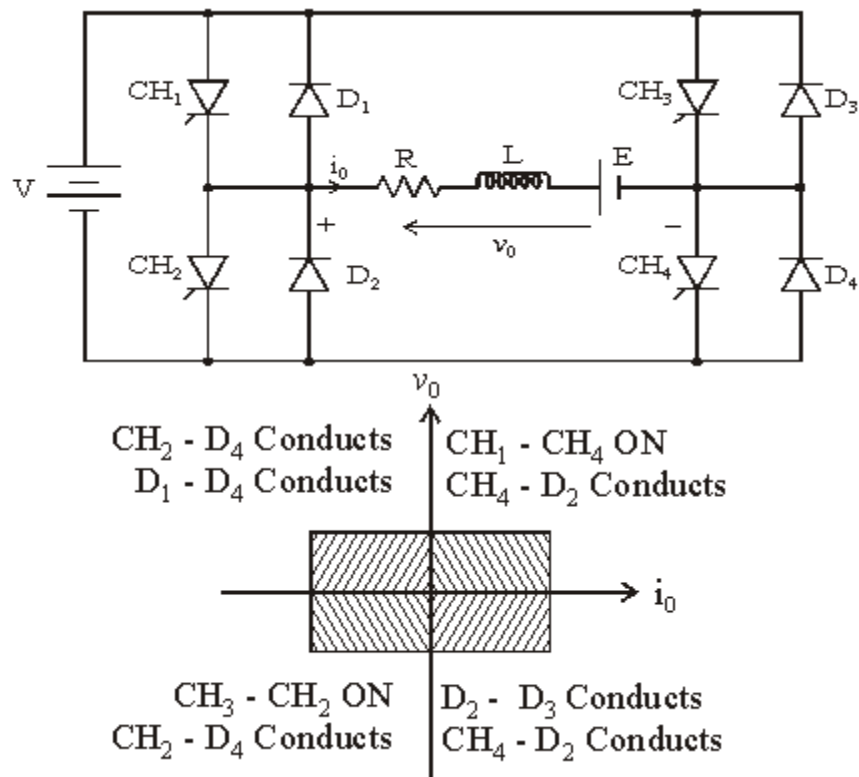 CH₁ D₁ CH₃ D₃
R L E
i₀
V
+ v₀ −
CH₂ D₂ CH₄ D₄
v₀
CH₂ - D₄ Conducts CH₁ - CH₄ ON
D₁ - D₄ Conducts CH₄ - D₂ Conducts
i₀
CH₃ - CH₂ ON D₂ - D₃ Conducts
CH₂ - D₄ Conducts CH₄ - D₂ Conducts